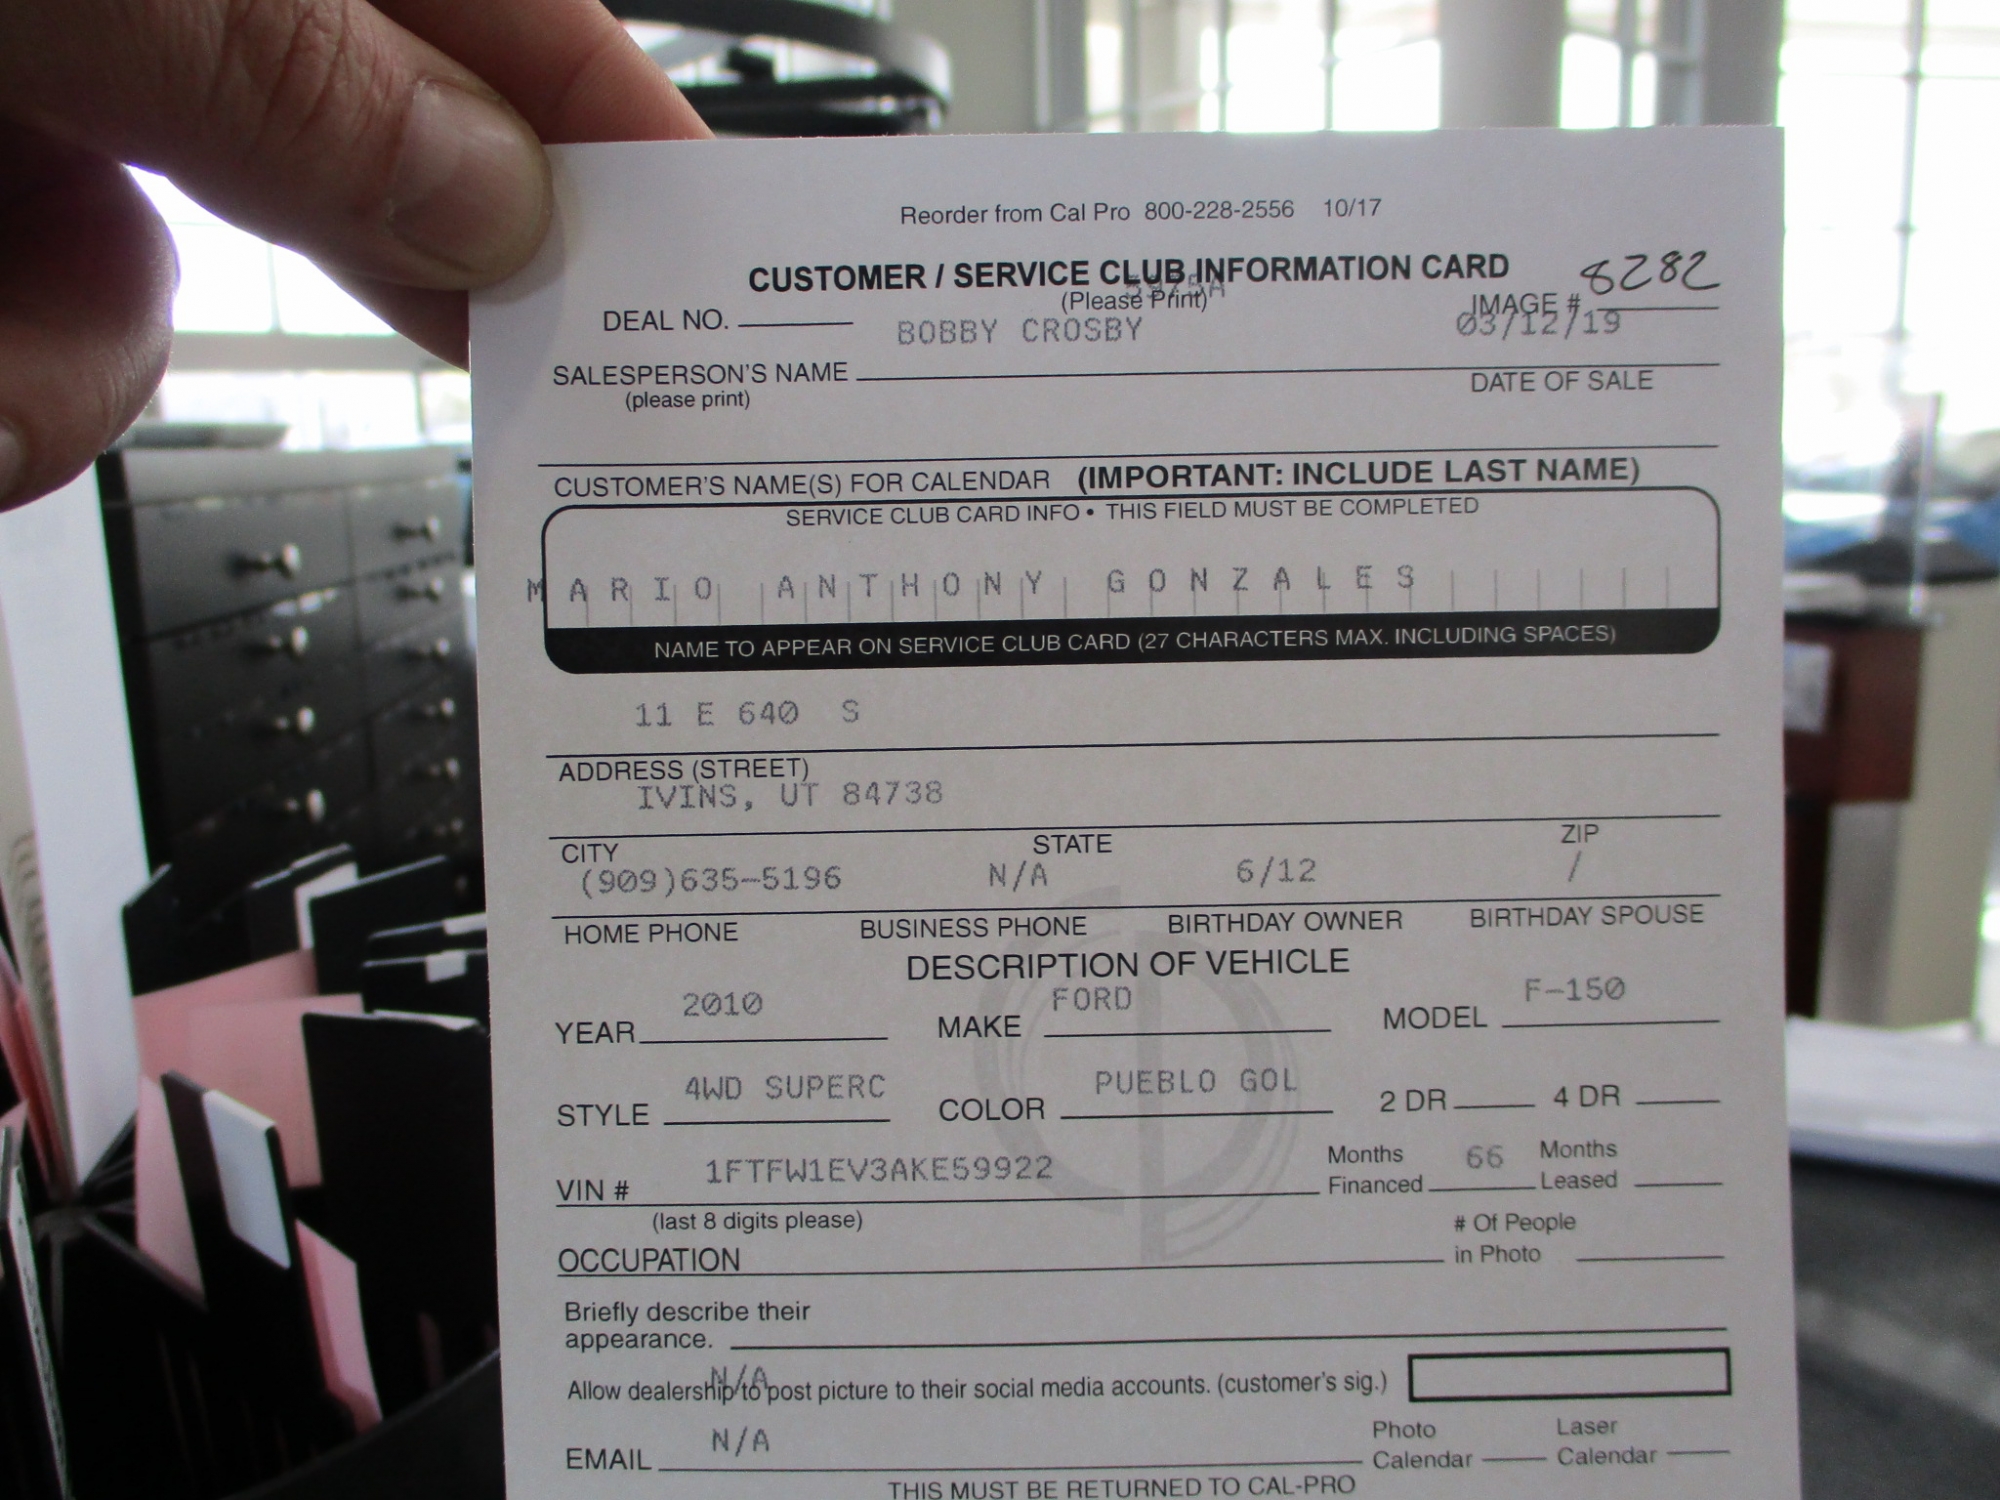 Reorder from Cal Pro 800-228-2556 10/17
CUSTOMER / SERVICE CLUB INFORMATION CARD
8282
(Please Print)
IMAGE #
DEAL NO.
BOBBY CROSBY
03/12/19
SALESPERSON'S NAME
DATE OF SALE
(please print)
CUSTOMER'S NAME(S) FOR CALENDAR (IMPORTANT: INCLUDE LAST NAME)
SERVICE CLUB CARD INFO • THIS FIELD MUST BE COMPLETED
MARIO ANTHONY GONZALES
NAME TO APPEAR ON SERVICE CLUB CARD (27 CHARACTERS MAX. INCLUDING SPACES)
11 E 640 S
ADDRESS (STREET)
IVINS, UT 84738
CITY STATE ZIP
(909)635-5196 N/A 6/12 /
HOME PHONE BUSINESS PHONE BIRTHDAY OWNER BIRTHDAY SPOUSE
DESCRIPTION OF VEHICLE
2010 FORD F-150
YEAR MAKE MODEL
4WD SUPERC PUEBLO GOL
STYLE COLOR 2 DR 4 DR
1FTFW1EV3AKE59922
Months 66 Months
VIN # Financed Leased
(last 8 digits please)
# Of People
OCCUPATION in Photo
Briefly describe their
appearance.
N/A
Allow dealership to post picture to their social media accounts. (customer's sig.)
N/A
Photo Laser
EMAIL Calendar Calendar
THIS MUST BE RETURNED TO CAL-PRO